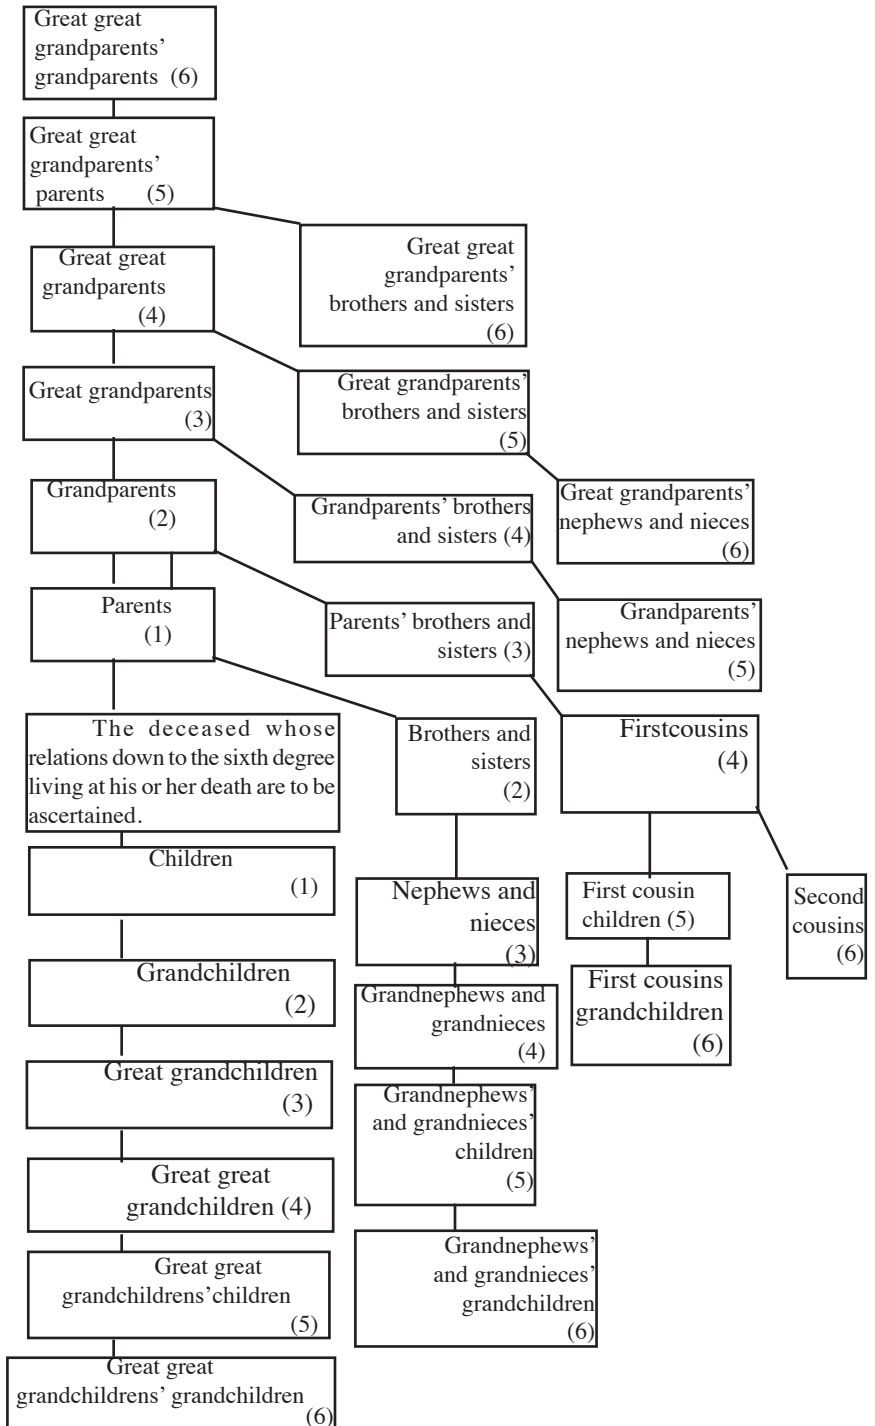 Great great
grandparents’
grandparents (6)
Great great
grandparents’
parents (5)
Great great
grandparents’
brothers and sisters
(6)
Great great
grandparents
(4)
Great grandparents
(3)
Great grandparents’
brothers and sisters
(5)
Grandparents
(2)
Grandparents’ brothers
and sisters (4)
Great grandparents’
nephews and nieces
(6)
Parents
(1)
Parents’ brothers and
sisters (3)
Grandparents’
nephews and nieces
(5)
The deceased whose
relations down to the sixth degree
living at his or her death are to be
ascertained.
Brothers and
sisters
(2)
Firstcousins
(4)
Children
(1)
Nephews and
nieces
(3)
First cousin
children (5)
Second
cousins
(6)
Grandchildren
(2)
Grandnephews and
grandnieces
(4)
First cousins
grandchildren
(6)
Great grandchildren
(3)
Grandnephews’
and grandnieces’
children
(5)
Great great
grandchildren (4)
Great great
grandchildrens’children
(5)
Grandnephews’
and grandnieces’
grandchildren
(6)
Great great
grandchildrens’ grandchildren
(6)